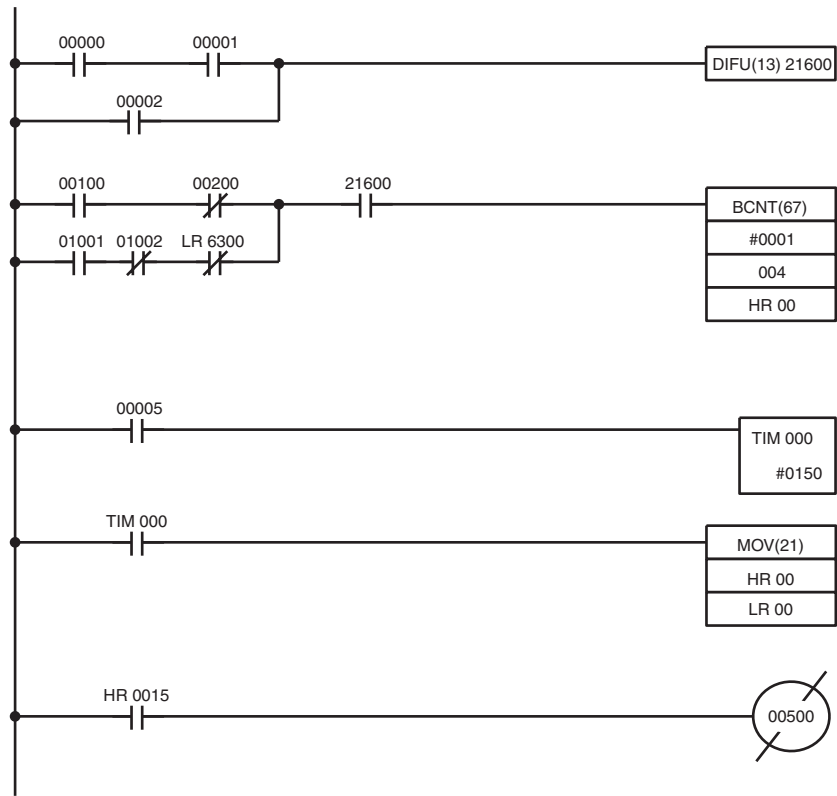 00000 00001
DIFU(13) 21600
00002
00100 00200 21600
BCNT(67)
01001 01002 LR 6300
#0001
004
HR 00
00005
TIM 000
#0150
TIM 000
MOV(21)
HR 00
LR 00
HR 0015
00500